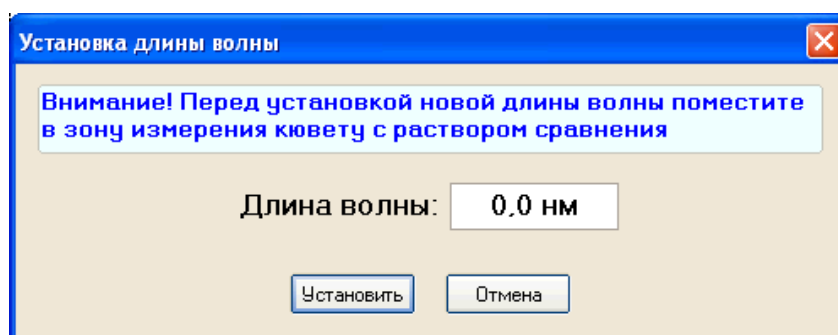 Установка длины волны
Внимание! Перед установкой новой длины волны поместите
в зону измерения кювету с раствором сравнения
Длина волны: 0,0 нм
Установить Отмена